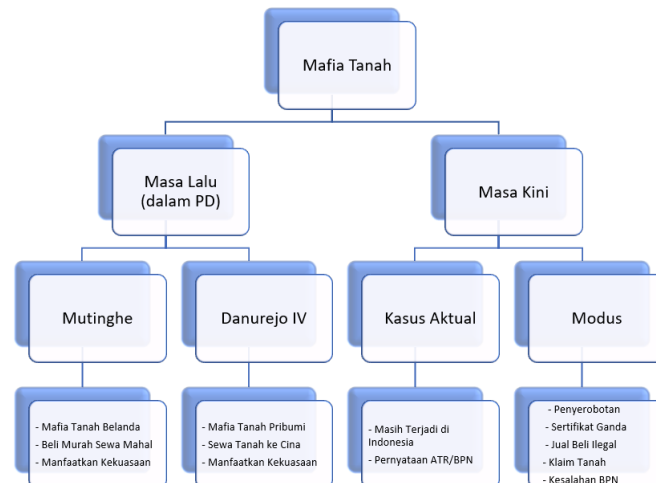 Mafia Tanah
Masa Lalu
(dalam PD)
Masa Kini
Mutinghe
Danurejo IV
Kasus Aktual
Modus
- Mafia Tanah Belanda
- Beli Murah Sewa Mahal
- Manfaatkan Kekuasaan
- Mafia Tanah Pribumi
- Sewa Tanah ke Cina
- Manfaatkan Kekuasaan
- Masih Terjadi di
Indonesia
- Pernyataan ATR/BPN
- Penyerobotan
- Sertifikat Ganda
- Jual Beli Ilegal
- Klaim Tanah
- Kesalahan BPN